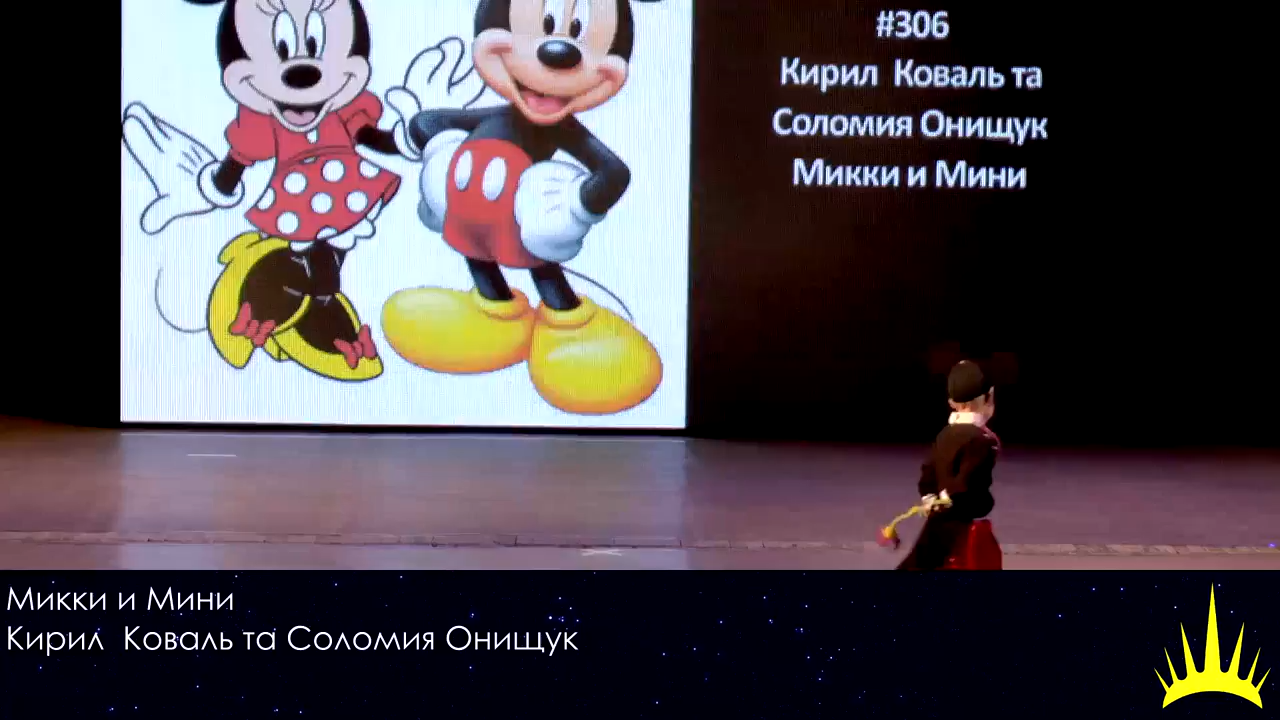 #306
Кирил Коваль та
Соломия Онищук
Микки и Мини
Микки и Мини
Кирил Коваль та Соломия Онищук